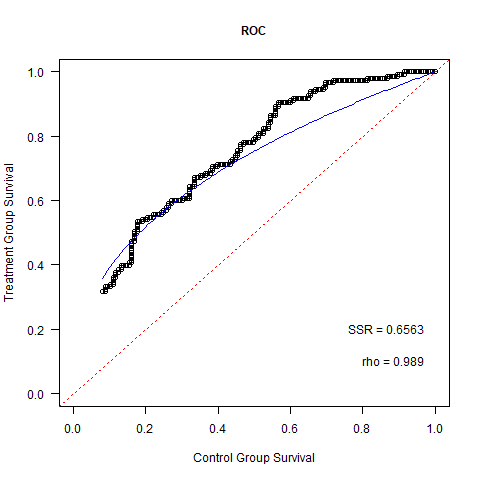 ROC
Treatment Group Survival
1.0
0.8
0.6
0.4
0.2
0.0
SSR = 0.6563
rho = 0.989
0.0 0.2 0.4 0.6 0.8 1.0
Control Group Survival